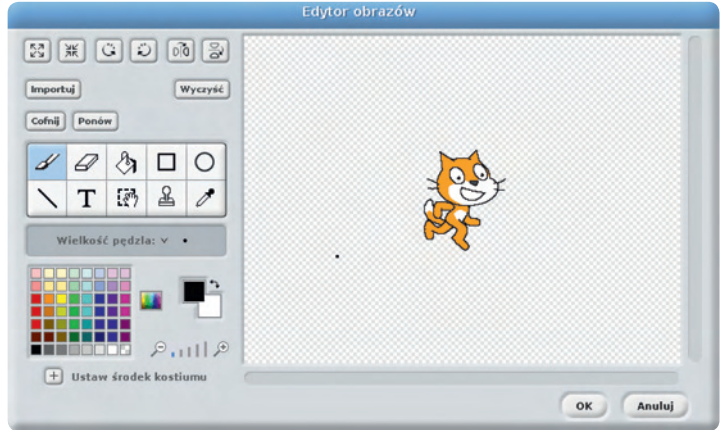 Edytor obrazów
Importuj
Wyczyść
Cofnij
Ponów
T
Wielkość pędzla:
Ustaw środek kostiumu
OK
Anuluj